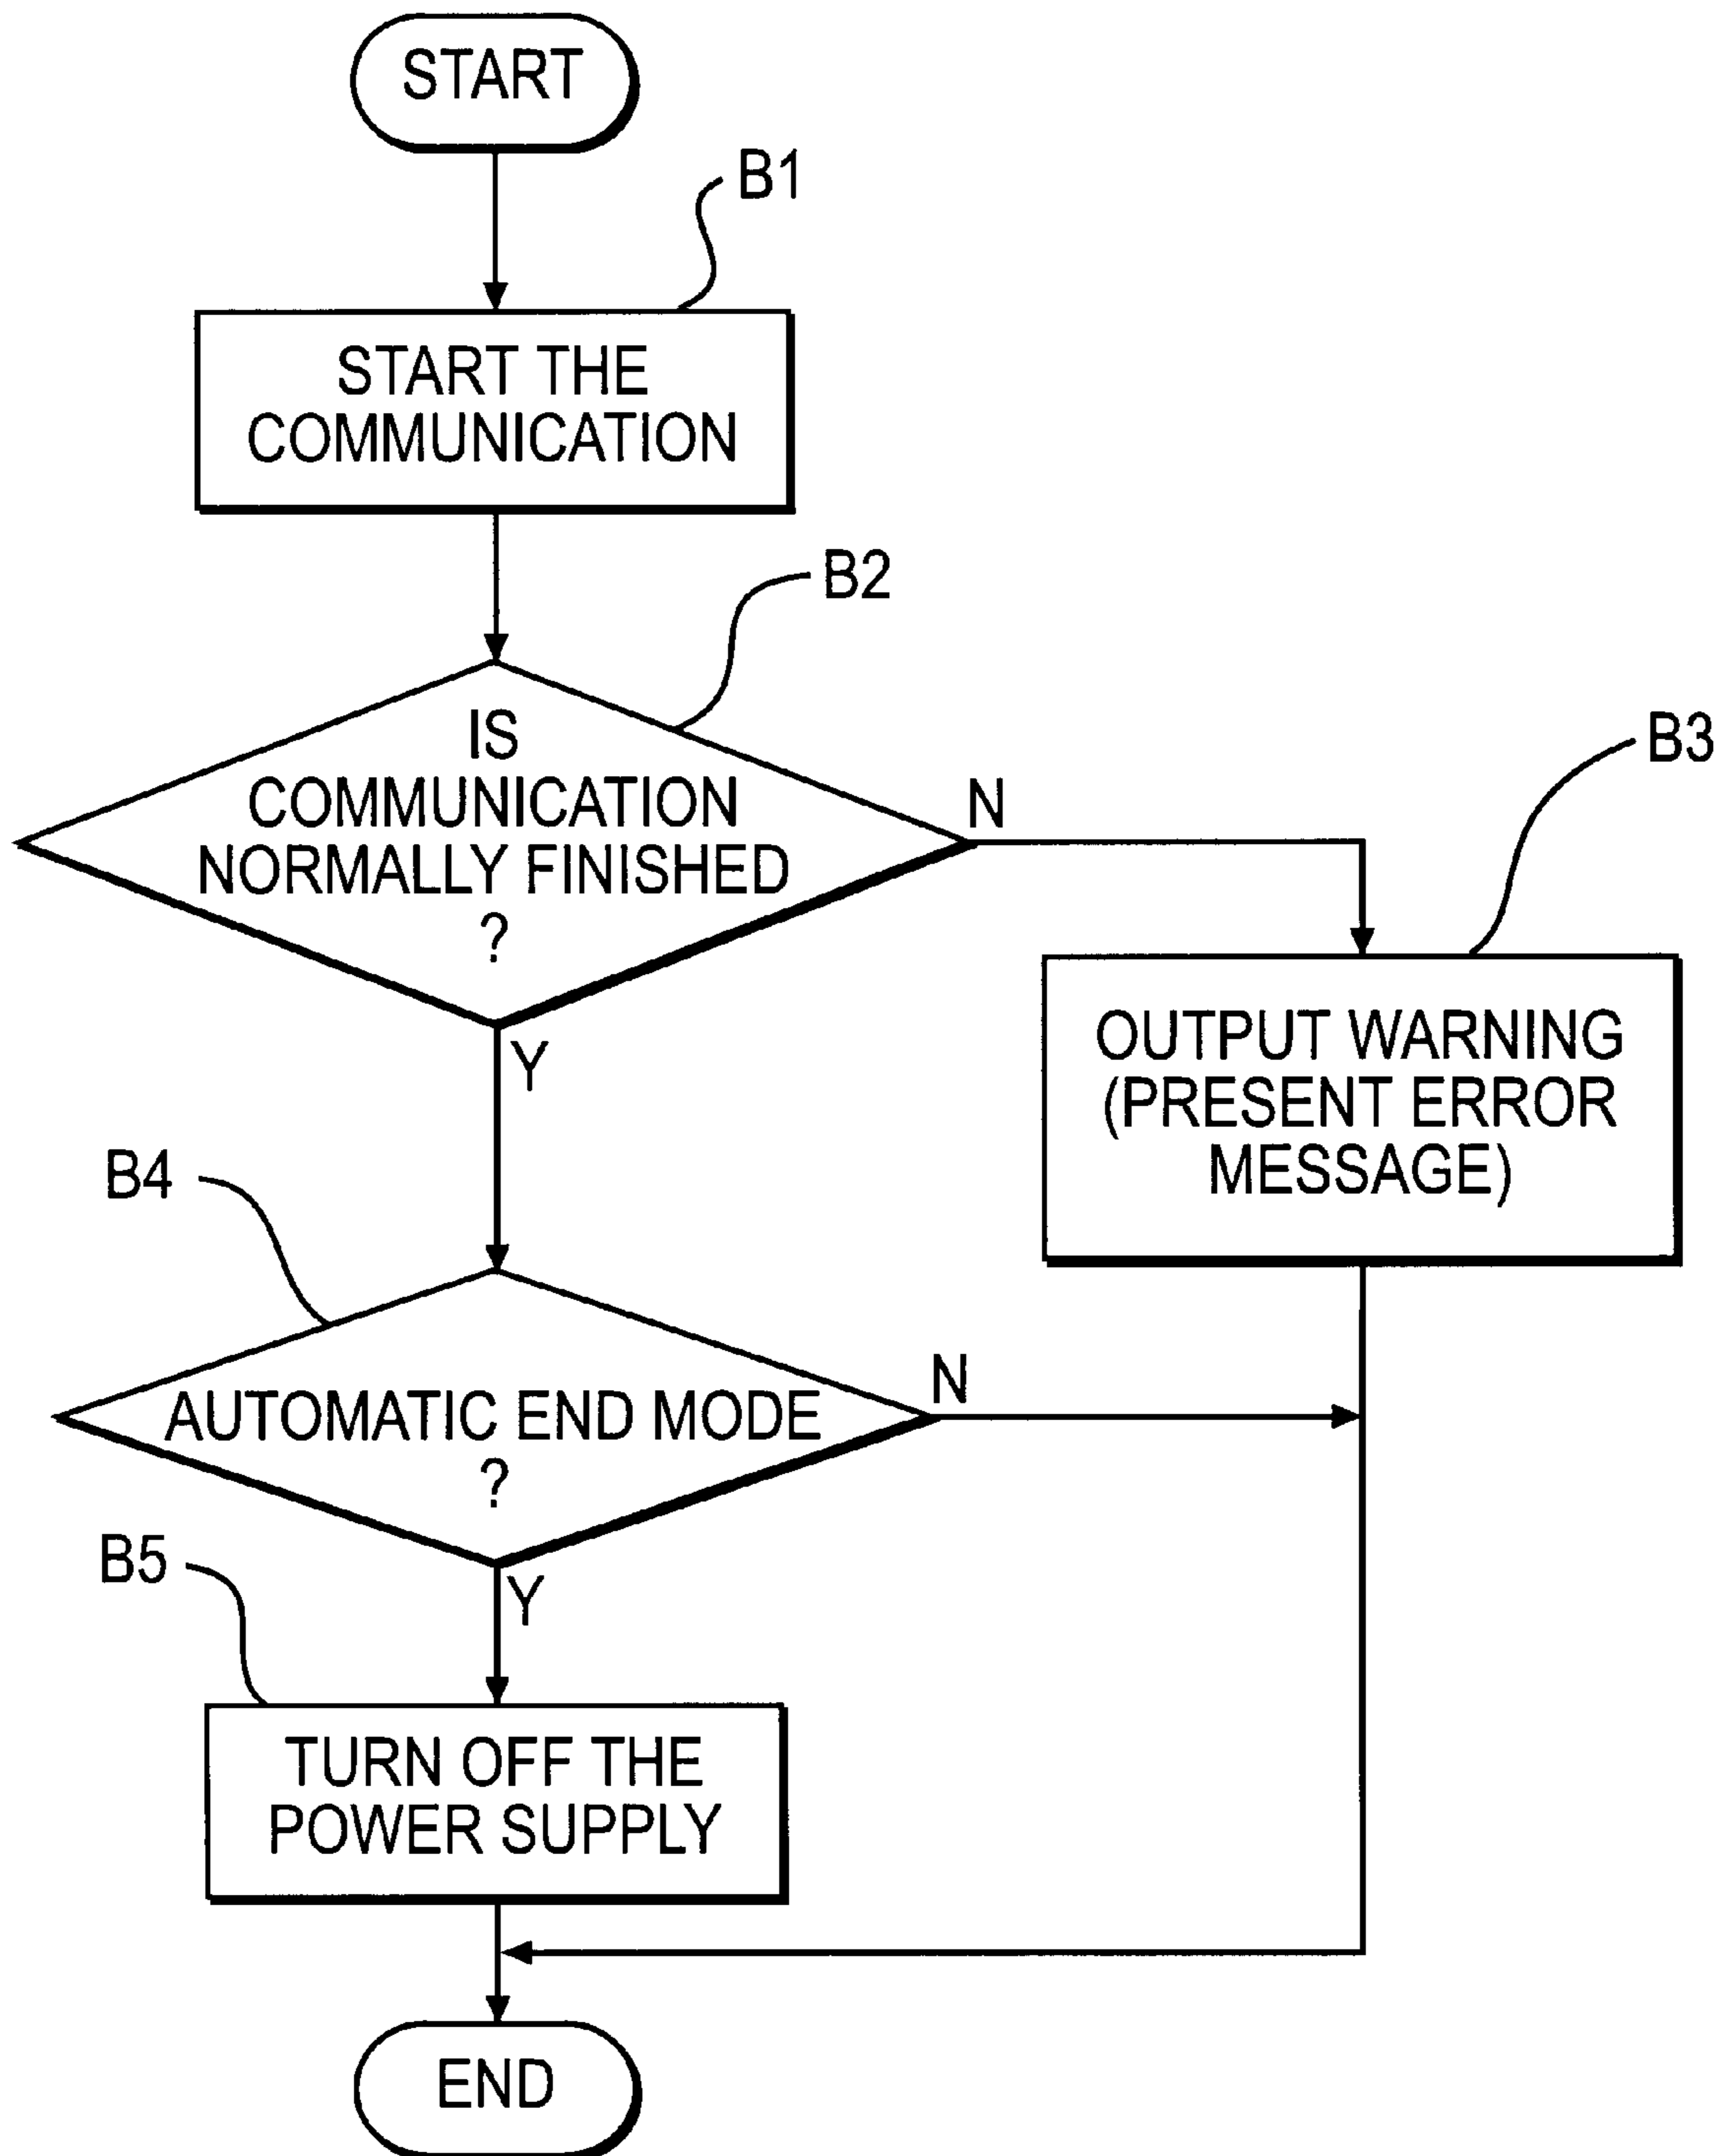 START
B1
START THE
COMMUNICATION
B2
IS
COMMUNICATION
NORMALLY FINISHED
?
N
Y
B3
OUTPUT WARNING
(PRESENT ERROR
MESSAGE)
B4
AUTOMATIC END MODE
?
N
Y
B5
TURN OFF THE
POWER SUPPLY
END